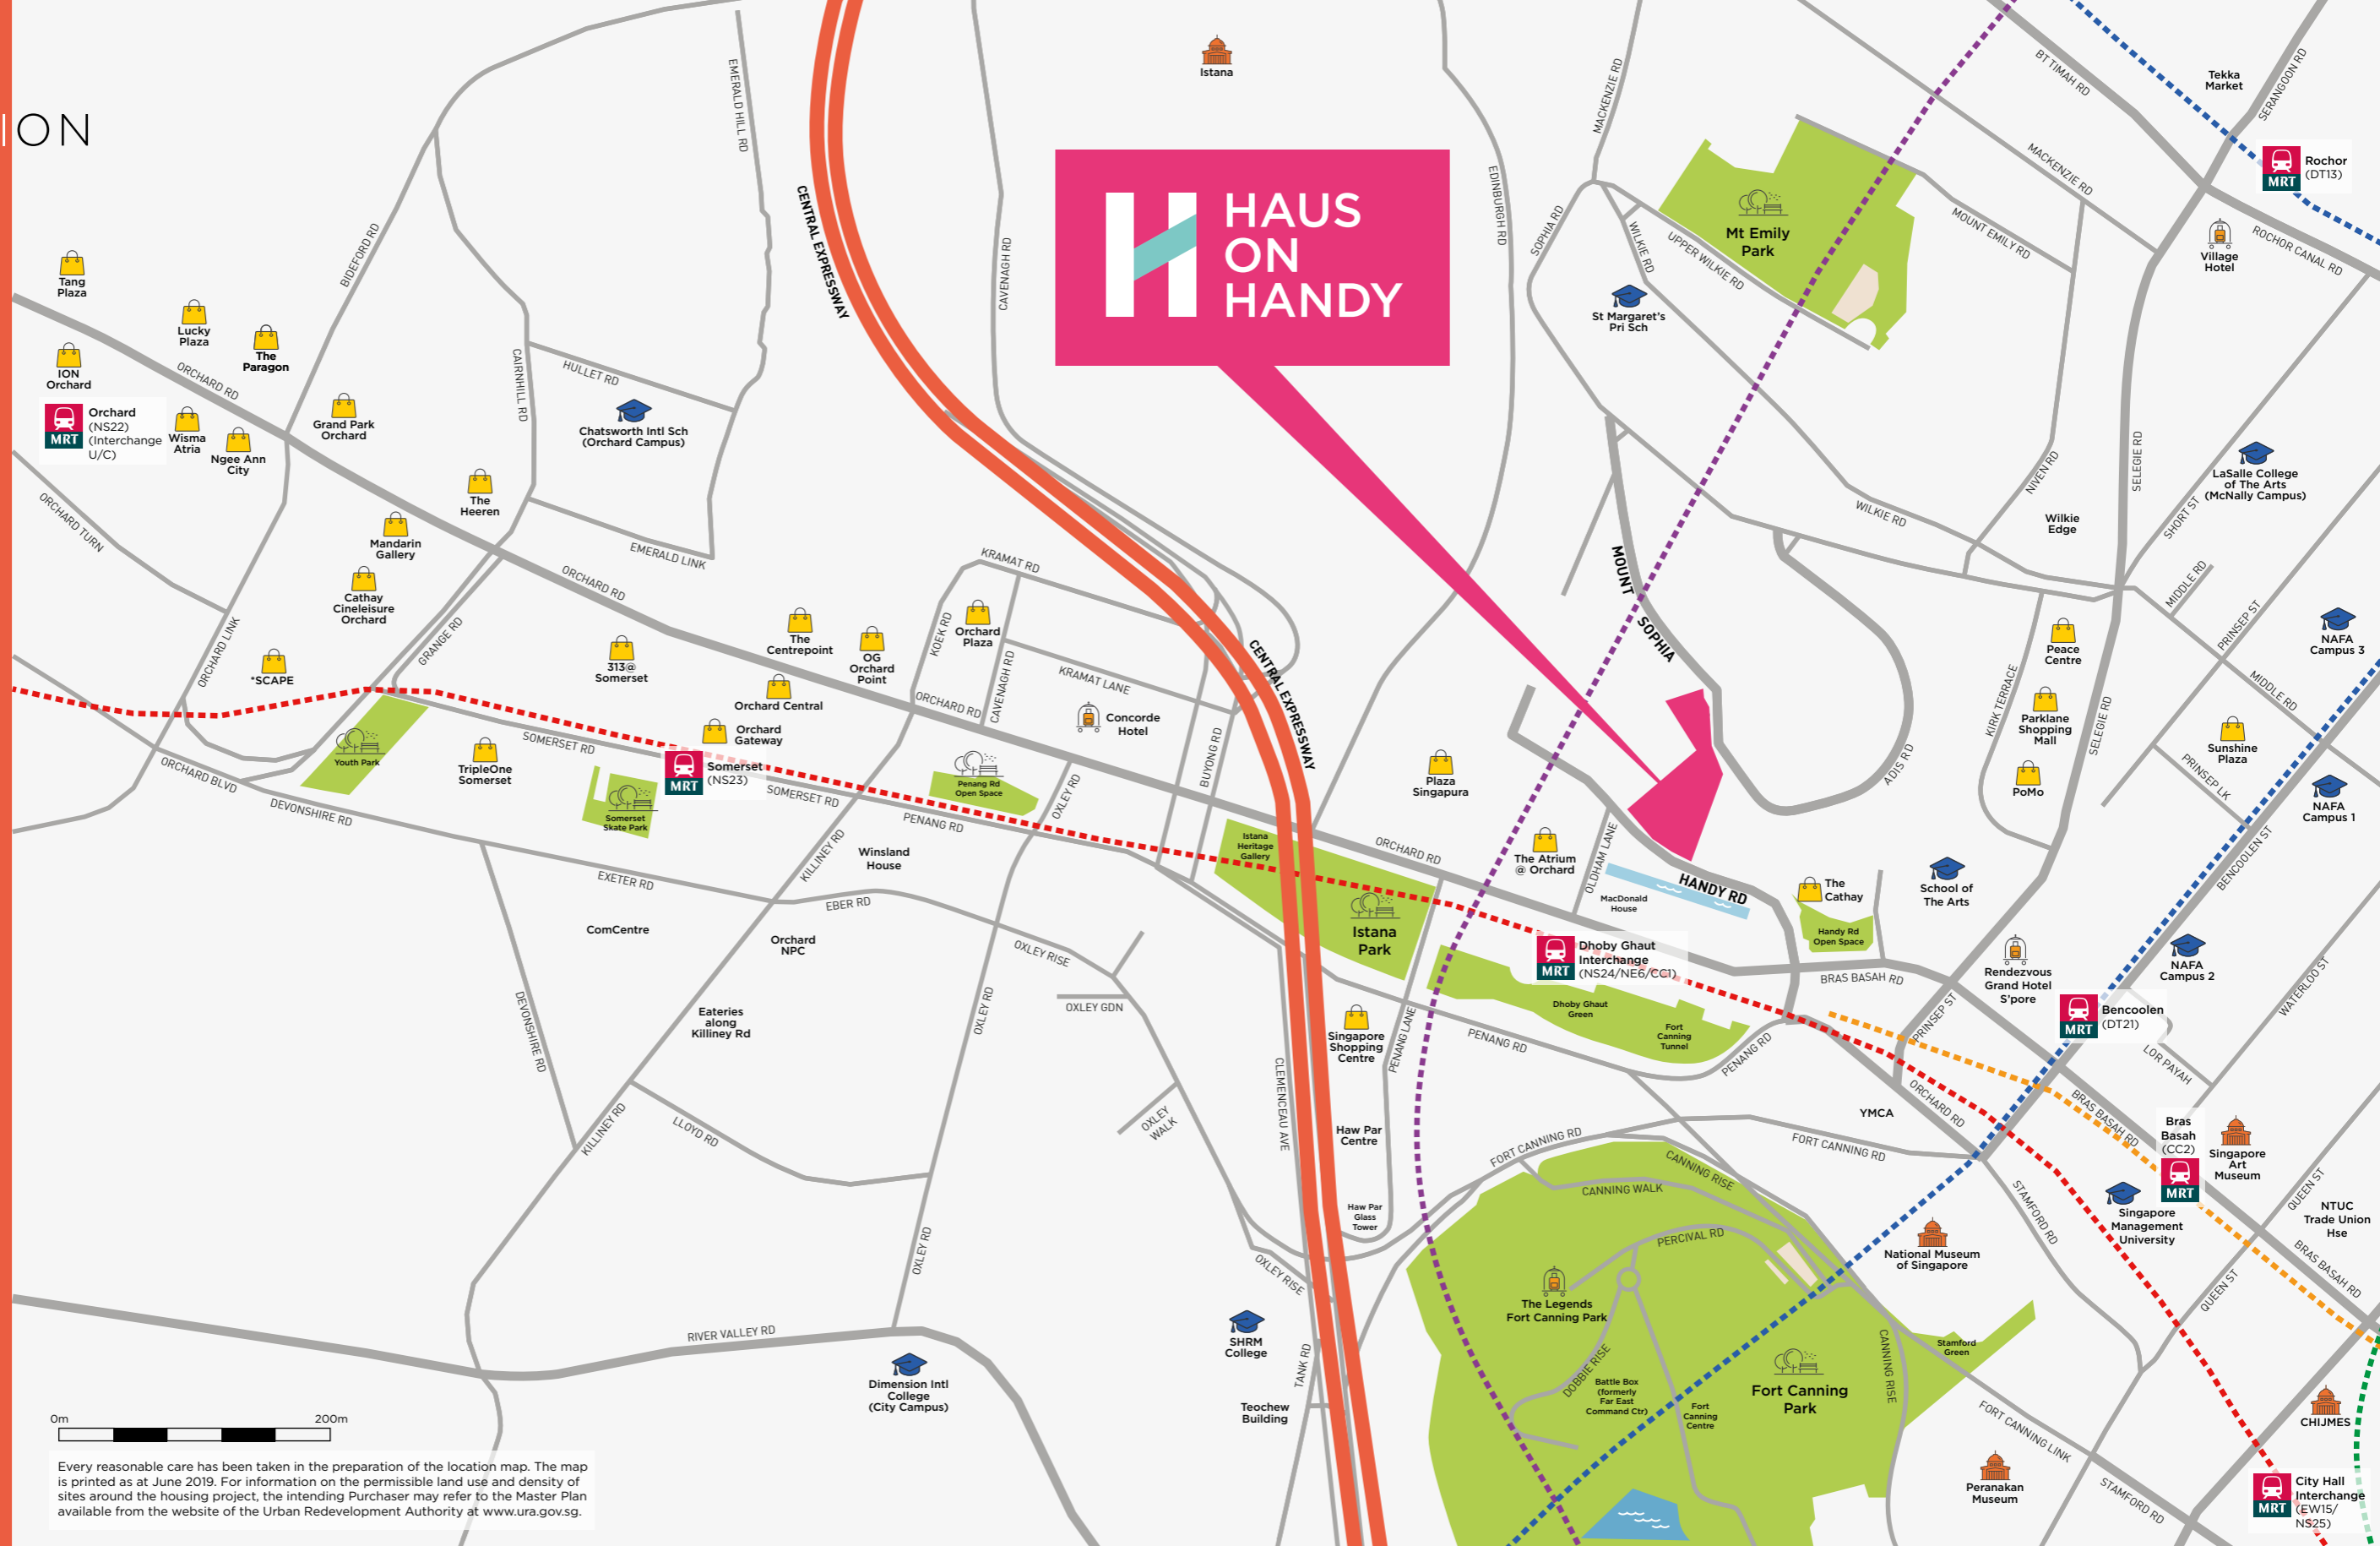 ION
Istana
HAUS
ON
HANDY
Tang
Plaza
Lucky
Plaza
The
Paragon
ION
Orchard
Orchard
(NS22)
(Interchange
U/C)
MRT
Wisma
Atria
Ngee Ann
City
Grand Park
Orchard
The
Heeren
Mandarin
Gallery
Cathay
Cineleisure
Orchard
*SCAPE
Chatsworth Intl Sch
(Orchard Campus)
BIDEFORD RD
EMERALD HILL RD
CAIRNHILL RD
HULLET RD
EMERALD LINK
ORCHARD RD
ORCHARD RD
ORCHARD TURN
ORCHARD LINK
GRANGE RD
ORCHARD BLVD
DEVONSHIRE RD
Youth Park
TripleOne
Somerset
SOMERSET RD
Somerset
Skate Park
313@
Somerset
Orchard
Gateway
Orchard Central
The
Centrepoint
OG
Orchard
Point
Somerset
(NS23)
MRT
SOMERSET RD
CENTRAL EXPRESSWAY
CAVENAGH RD
KRAMAT RD
KOEK RD
Orchard
Plaza
CAVENAGH RD
KRAMAT LANE
ORCHARD RD
Concorde
Hotel
BUYONG RD
CENTRAL EXPRESSWAY
Penang Rd
Open Space
OXLEY RD
PENANG RD
KILLINEY RD
Winsland
House
EXETER RD
EBER RD
ComCentre
Orchard
NPC
OXLEY RISE
OXLEY GDN
Eateries
along
Killiney Rd
DEVONSHIRE RD
OXLEY RD
KILLINEY RD
LLOYD RD
OXLEY
WALK
OXLEY RD
OXLEY RISE
CLEMENCEAU AVE
RIVER VALLEY RD
Dimension Intl
College
(City Campus)
SHRM
College
TANK RD
Teochew
Building
EDINBURGH RD
MACKENZIE RD
SOPHIA RD
WILKIE RD
UPPER WILKIE RD
Mt Emily
Park
MOUNT EMILY RD
MACKENZIE RD
BT TIMAH RD
Tekka
Market
SERANGOON RD
Rochor
(DT13)
MRT
Village
Hotel
ROCHOR CANAL RD
St Margaret's
Pri Sch
MOUNT
SOPHIA
WILKIE RD
NIVEN RD
SELEGIE RD
Wilkie
Edge
LaSalle College
of The Arts
(McNally Campus)
SHORT ST
MIDDLE RD
PRINSEP ST
NAFA
Campus 3
MIDDLE RD
Peace
Centre
Parklane
Shopping
Mall
PoMo
KIRK TERRACE
SELEGIE RD
Sunshine
Plaza
PRINSEP LK
NAFA
Campus 1
BENCOOLEN ST
ADIS RD
Plaza
Singapura
ORCHARD RD
The Atrium
@ Orchard
OLDHAM LANE
HANDY RD
MacDonald
House
The
Cathay
Handy Rd
Open Space
School of
The Arts
Istana
Heritage
Gallery
Istana
Park
Dhoby Ghaut
Interchange
(NS24/NE6/CC1)
MRT
BRAS BASAH RD
Rendezvous
Grand Hotel
S'pore
NAFA
Campus 2
WATERLOO ST
Bencoolen
(DT21)
MRT
PRINSEP ST
LOR PAYAH
Dhoby Ghaut
Green
Fort
Canning
Tunnel
Singapore
Shopping
Centre
PENANG LANE
PENANG RD
PENANG RD
ORCHARD RD
YMCA
FORT CANNING RD
FORT CANNING RD
CANNING RISE
CANNING WALK
PERCIVAL RD
Haw Par
Centre
Haw Par
Glass
Tower
BRAS BASAH RD
Bras
Basah
(CC2)
MRT
Singapore
Art
Museum
Singapore
Management
University
QUEEN ST
NTUC
Trade Union
Hse
BRAS BASAH RD
STAMFORD RD
National Museum
of Singapore
QUEEN ST
The Legends
Fort Canning Park
DOBBIE RISE
Battle Box
(formerly
Far East
Command Ctr)
Fort
Canning
Centre
Fort Canning
Park
CANNING RISE
Stamford
Green
FORT CANNING LINK
CHIJMES
Peranakan
Museum
STAMFORD RD
City Hall
Interchange
(EW15/
NS25)
MRT
0m 200m
Every reasonable care has been taken in the preparation of the location map. The map
is printed as at June 2019. For information on the permissible land use and density of
sites around the housing project, the intending Purchaser may refer to the Master Plan
available from the website of the Urban Redevelopment Authority at www.ura.gov.sg.